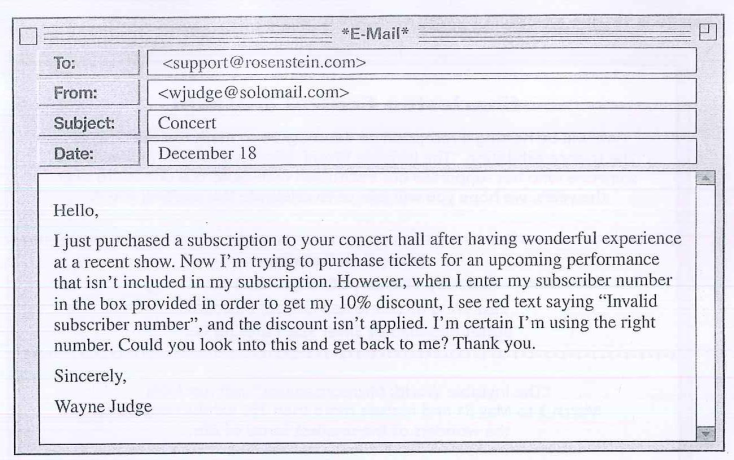 *E-Mail*
To: <support@rosenstein.com>
From: <wjudge@solomail.com>
Subject: Concert
Date: December 18
Hello,
I just purchased a subscription to your concert hall after having wonderful experience
at a recent show. Now I'm trying to purchase tickets for an upcoming performance
that isn't included in my subscription. However, when I enter my subscriber number
in the box provided in order to get my 10% discount, I see red text saying “Invalid
subscriber number”, and the discount isn't applied. I'm certain I'm using the right
number. Could you look into this and get back to me? Thank you.
Sincerely,
Wayne Judge